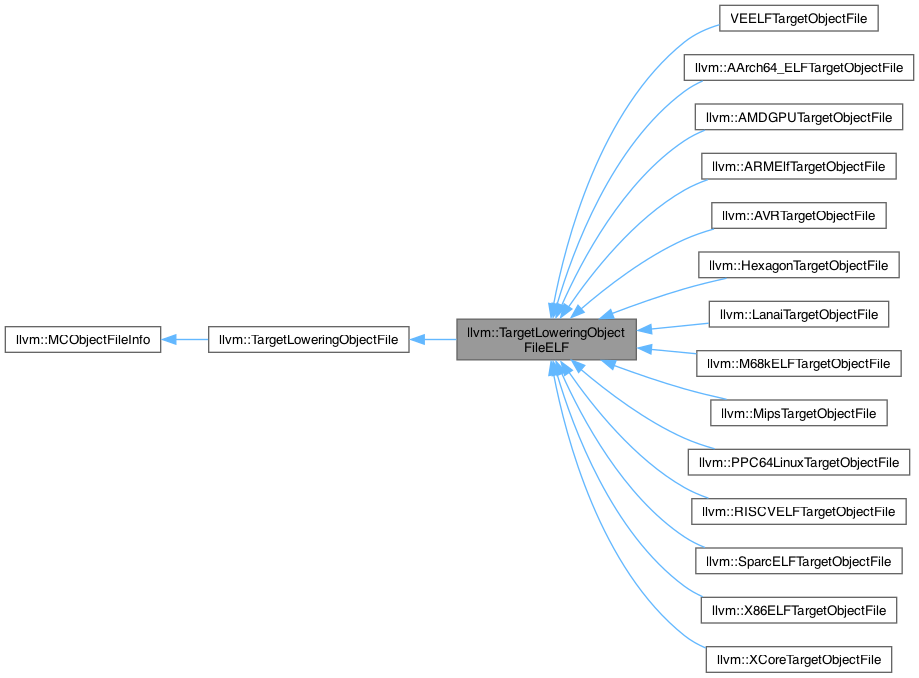 VEELFTargetObjectFile
llvm::AArch64_ELFTargetObjectFile
llvm::AMDGPUTargetObjectFile
llvm::ARMElfTargetObjectFile
llvm::AVRTargetObjectFile
llvm::HexagonTargetObjectFile
llvm::LanaiTargetObjectFile
llvm::MCObjectFileInfo
llvm::TargetLoweringObjectFile
llvm::TargetLoweringObject
FileELF
llvm::M68kELFTargetObjectFile
llvm::MipsTargetObjectFile
llvm::PPC64LinuxTargetObjectFile
llvm::RISCVELFTargetObjectFile
llvm::SparcELFTargetObjectFile
llvm::X86ELFTargetObjectFile
llvm::XCoreTargetObjectFile